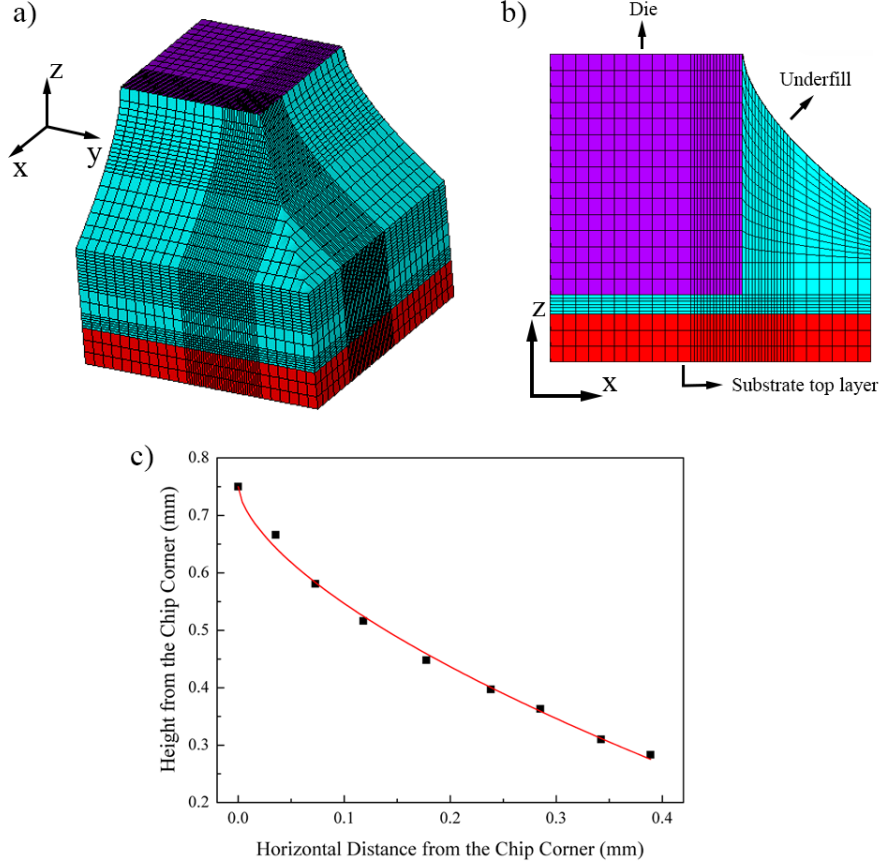 a)
z
y
x
b)
Die
Underfill
z
x
Substrate top layer
c)
Height from the Chip Corner (mm)
0.8
0.7
0.6
0.5
0.4
0.3
0.2
0.0 0.1 0.2 0.3 0.4
Horizontal Distance from the Chip Corner (mm)